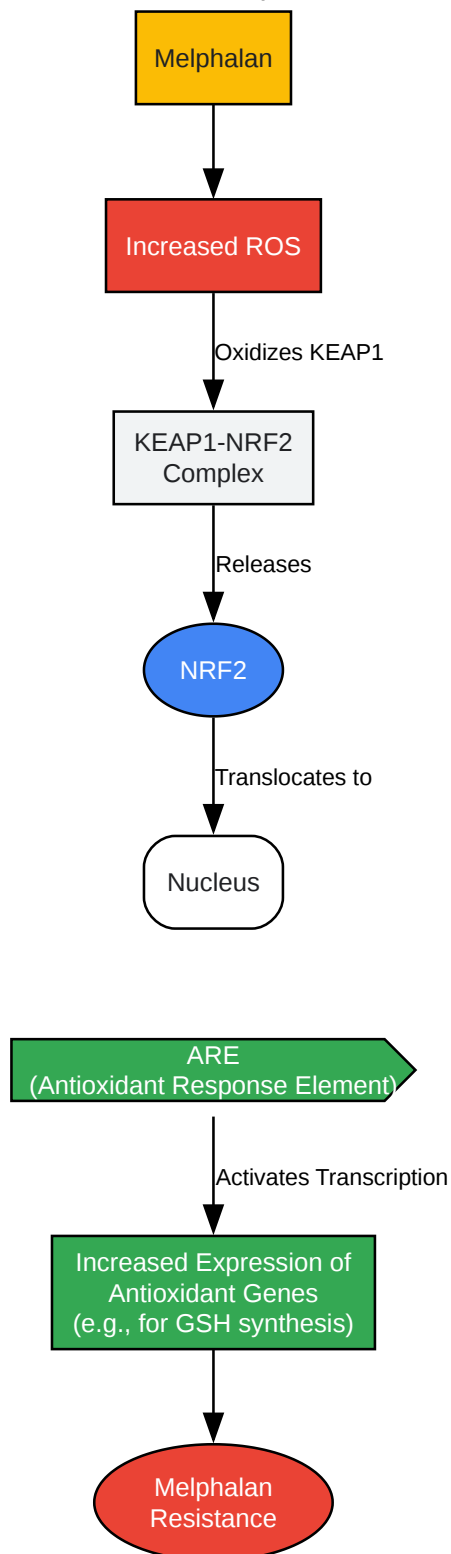 Melphalan
Increased ROS
Oxidizes KEAP1
KEAP1-NRF2
Complex
Releases
NRF2
Translocates to
Nucleus
ARE
(Antioxidant Response Element)
Activates Transcription
Increased Expression of
Antioxidant Genes
(e.g., for GSH synthesis)
Melphalan
Resistance